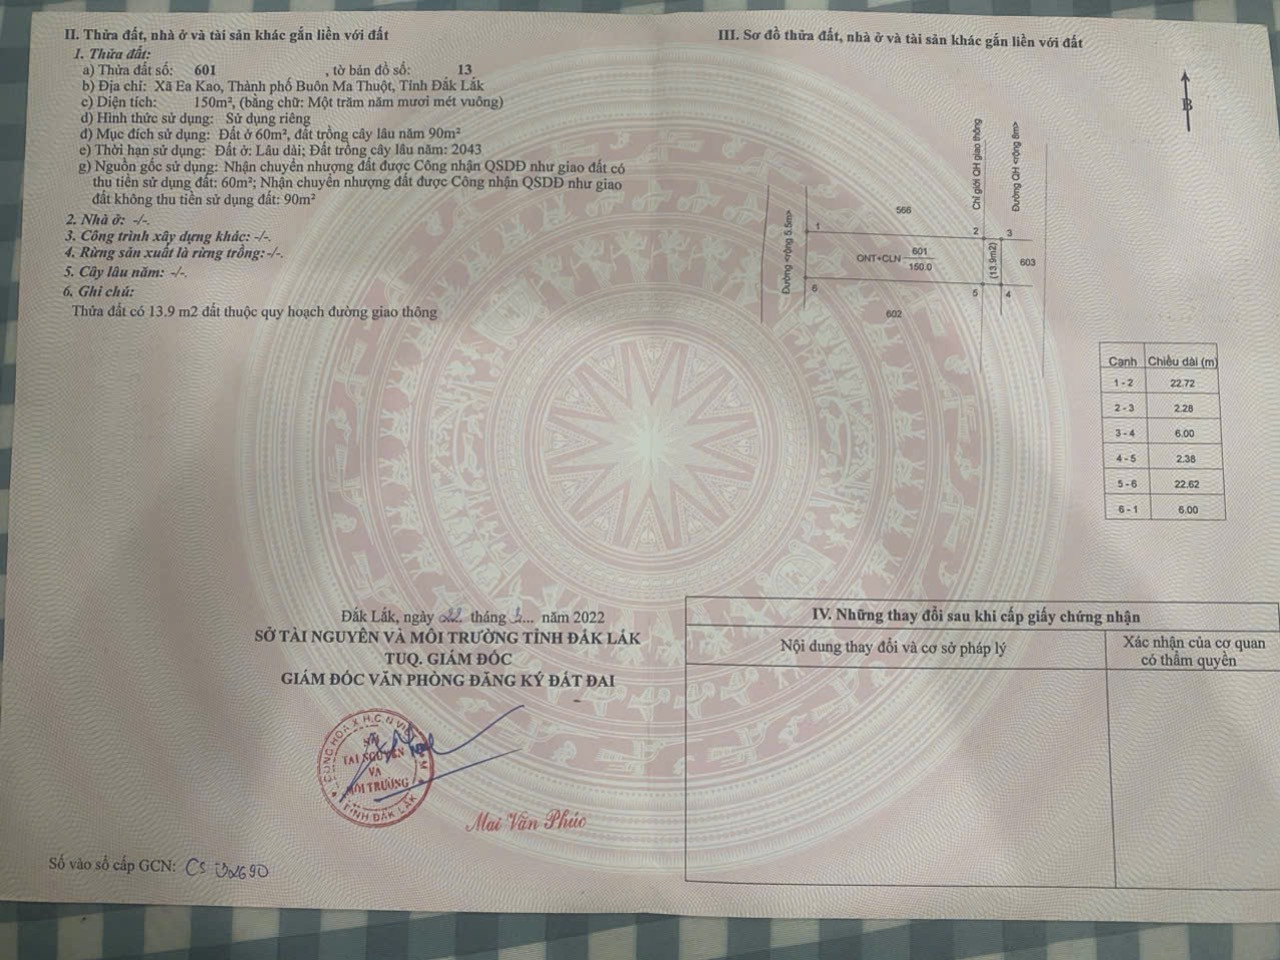 II. Thửa đất, nhà ở và tài sản khác gắn liền với đất
1. Thửa đất:
a) Thửa đất số: 601 , tờ bản đồ số: 13
b) Địa chỉ: Xã Ea Kao, Thành phố Buôn Ma Thuột, Tỉnh Đắk Lắk
c) Diện tích: 150m², (bằng chữ: Một trăm năm mươi mét vuông)
d) Hình thức sử dụng: Sử dụng riêng
đ) Mục đích sử dụng: Đất ở 60m², đất trồng cây lâu năm 90m²
e) Thời hạn sử dụng: Đất ở: Lâu dài; Đất trồng cây lâu năm: 2043
g) Nguồn gốc sử dụng: Nhận chuyển nhượng đất được Công nhận QSDĐ như giao đất có
thu tiền sử dụng đất: 60m²; Nhận chuyển nhượng đất được Công nhận QSDĐ như giao
đất không thu tiền sử dụng đất: 90m²
2. Nhà ở: -/-.
3. Công trình xây dựng khác: -/-.
4. Rừng sản xuất là rừng trồng: -/-.
5. Cây lâu năm: -/-.
6. Ghi chú:
Thửa đất có 13.9 m2 đất thuộc quy hoạch đường giao thông
Đắk Lắk, ngày 22 tháng năm 2022
SỞ TÀI NGUYÊN VÀ MÔI TRƯỜNG TỈNH ĐẮK LẮK
TUQ. GIÁM ĐỐC
GIÁM ĐỐC VĂN PHÒNG ĐĂNG KÝ ĐẤT ĐAI
CỘNG HÒA X.H.C.N VIỆT NAM
SỞ
TÀI NGUYÊN
VÀ
MÔI TRƯỜNG
TỈNH ĐẮK LẮK
Mai Văn Phúc
Số vào sổ cấp GCN: CS
III. Sơ đồ thửa đất, nhà ở và tài sản khác gắn liền với đất
B
Chỉ giới QH giao thông
Đường QH <rộng 8m>
Đường <rộng 5.5m>
566
1
2
3
ONT+CLN 601
150.0
(13.9m2)
603
6
5
4
602
Cạnh Chiều dài (m)
1 - 2 22.72
2 - 3 2.28
3 - 4 6.00
4 - 5 2.38
5 - 6 22.62
6 - 1 6.00
IV. Những thay đổi sau khi cấp giấy chứng nhận
Nội dung thay đổi và cơ sở pháp lý
Xác nhận của cơ quan
có thẩm quyền